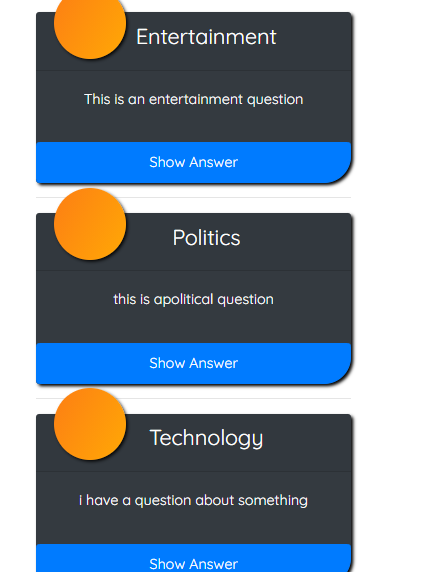 Entertainment
This is an entertainment question
Show Answer
Politics
this is apolitical question
Show Answer
Technology
i have a question about something
Show Answer